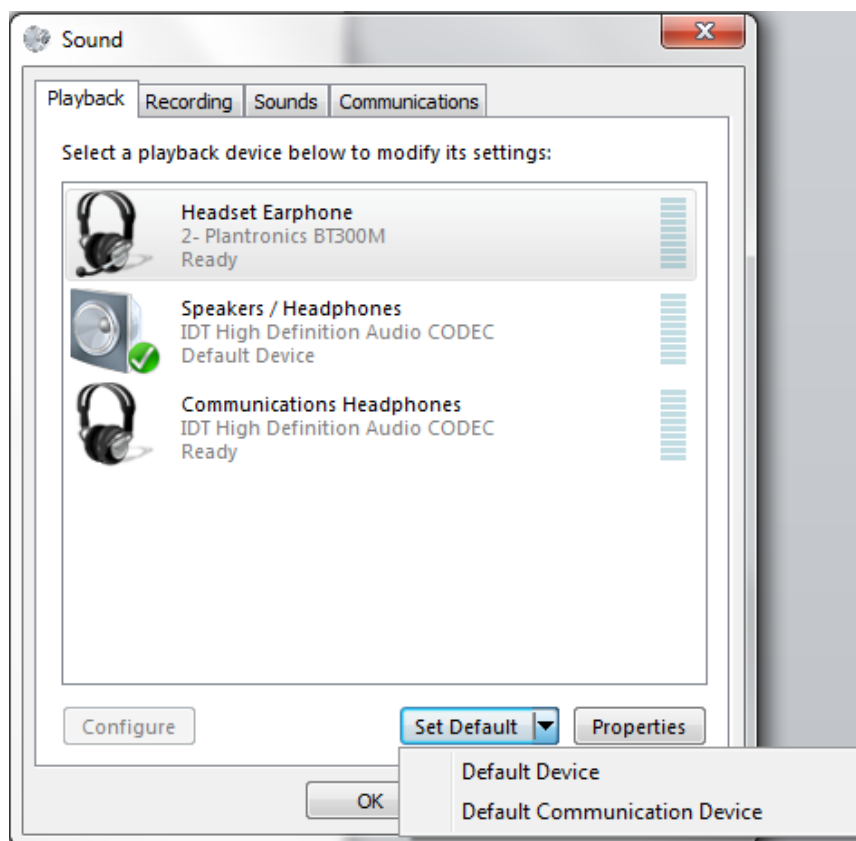 Sound
Playback Recording Sounds Communications
Select a playback device below to modify its settings:
Headset Earphone
2- Plantronics BT300M
Ready
Speakers / Headphones
IDT High Definition Audio CODEC
Default Device
Communications Headphones
IDT High Definition Audio CODEC
Ready
Configure Set Default Properties
Default Device
Default Communication Device
OK